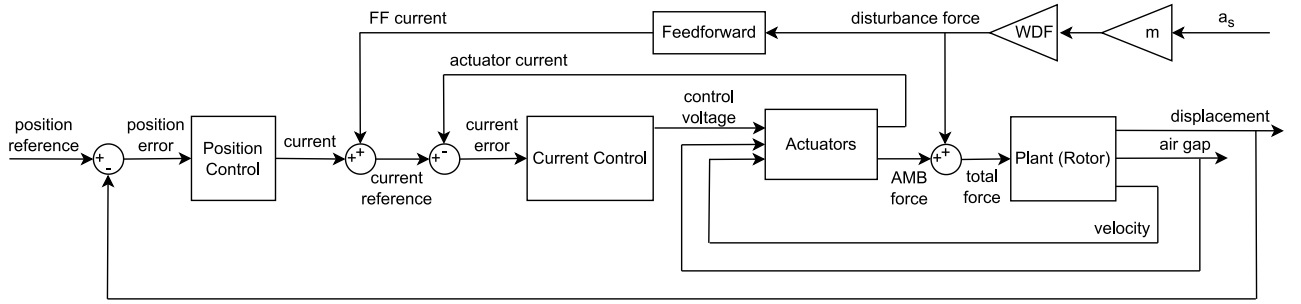 FF current
Feedforward
disturbance force
WDF
m
as
actuator current
position
reference
+
-
position
error
Position
Control
current
+
+
current
reference
+
-
current
error
Current Control
control
voltage
Actuators
AMB
force
+
+
total
force
Plant (Rotor)
displacement
air gap
velocity